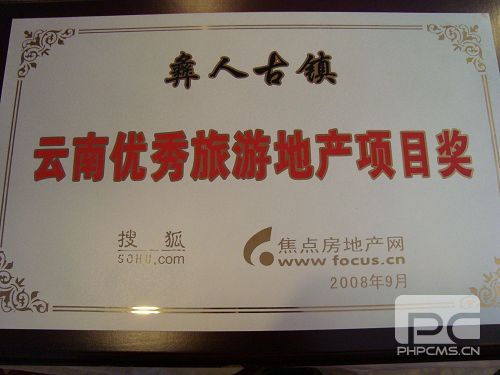 彝人古镇
云南优秀旅游地产项目奖
搜狐
SOHU.com
焦点房地产网
www.focus.cn
2008年9月
PC
PHPCMS.CN